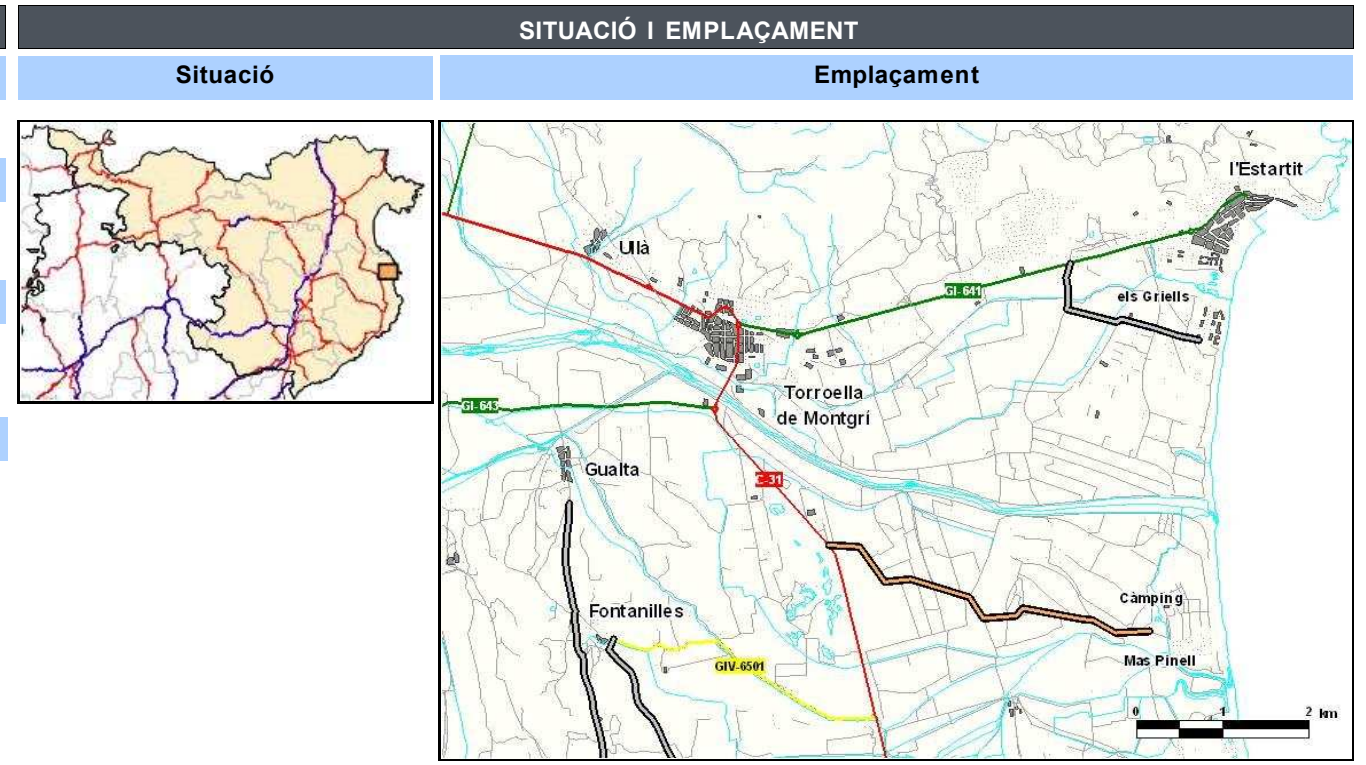 SITUACIÓ I EMPLAÇAMENT
Situació
Emplaçament
l'Estartit
Ullà
GI-641
els Griells
Torroella
de Montgrí
GI-643
Gualta
C-31
Fontanilles
Càmping
GIV-6501
Mas Pinell
0 1 2 km